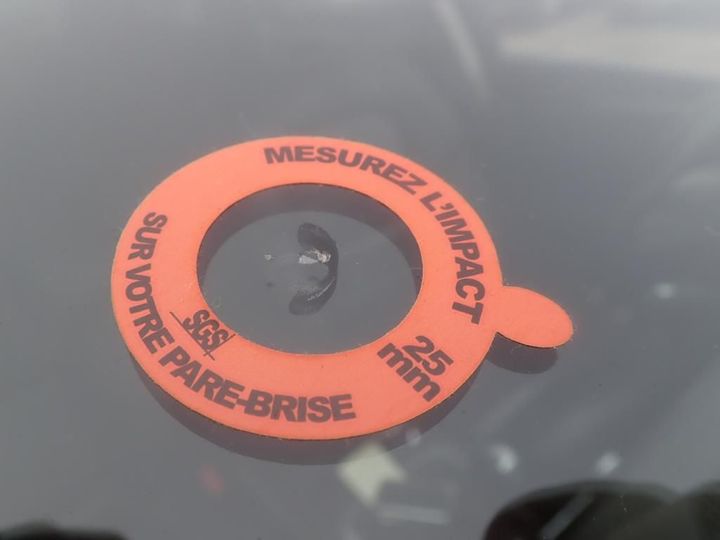 MESUREZ L'IMPACT
SUR VOTRE PARE-BRISE
SGS
25
mm